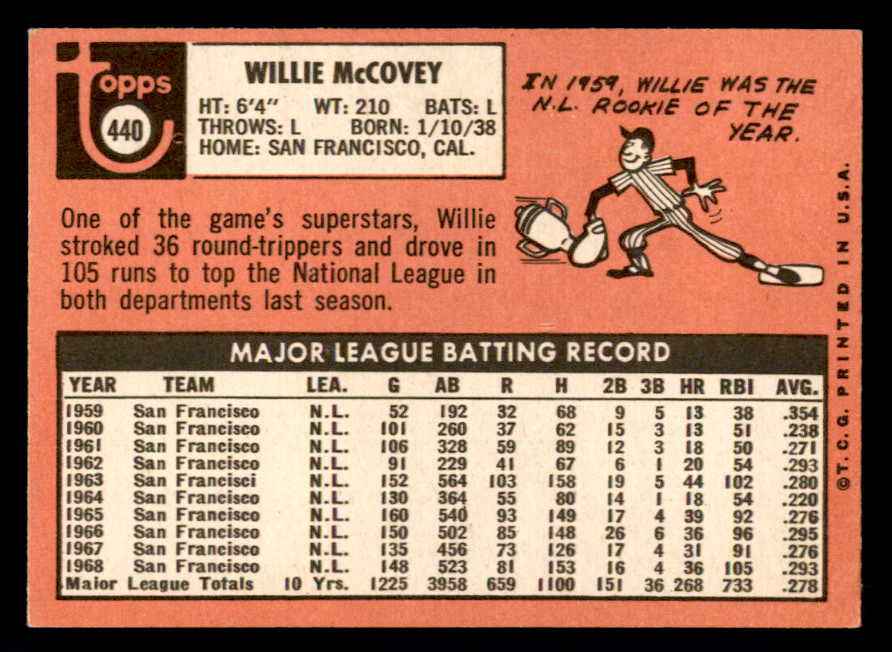 topps
440
WILLIE McCOVEY
HT: 6'4" WT: 210 BATS: L
THROWS: L BORN: 1/10/38
HOME: SAN FRANCISCO, CAL.
IN 1959, WILLIE WAS THE
N.L. ROOKIE OF THE
YEAR.
One of the game's superstars, Willie
stroked 36 round-trippers and drove in
105 runs to top the National League in
both departments last season.
MAJOR LEAGUE BATTING RECORD
YEAR TEAM LEA. G AB R H 2B 3B HR RBI AVG.
1959 San Francisco N.L. 52 192 32 68 9 5 13 38 .354
1960 San Francisco N.L. 101 260 37 62 15 3 13 51 .238
1961 San Francisco N.L. 106 328 59 89 12 3 18 50 .271
1962 San Francisco N.L. 91 229 41 67 6 1 20 54 .293
1963 San Francisci N.L. 152 564 103 158 19 5 44 102 .280
1964 San Francisco N.L. 130 364 55 80 14 1 18 54 .220
1965 San Francisco N.L. 160 540 93 149 17 4 39 92 .276
1966 San Francisco N.L. 150 502 85 148 26 6 36 96 .295
1967 San Francisco N.L. 135 456 73 126 17 4 31 91 .276
1968 San Francisco N.L. 148 523 81 153 16 4 36 105 .293
Major League Totals 10 Yrs. 1225 3958 659 1100 151 36 268 733 .278
©T.C.G. PRINTED IN U.S.A.